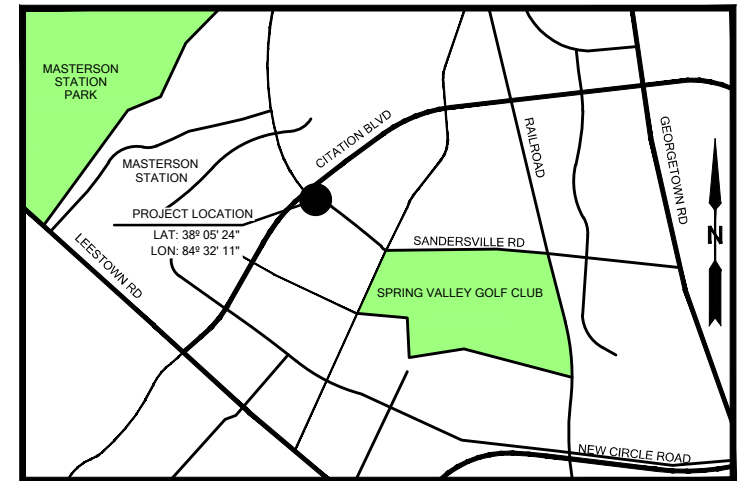 MASTERSON
STATION
PARK
CITATION BLVD
RAILROAD
GEORGETOWN RD
MASTERSON
STATION
PROJECT LOCATION
LAT: 38º 05' 24"
LON: 84º 32' 11"
LEESTOWN RD
SANDERSVILLE RD
N
SPRING VALLEY GOLF CLUB
NEW CIRCLE ROAD